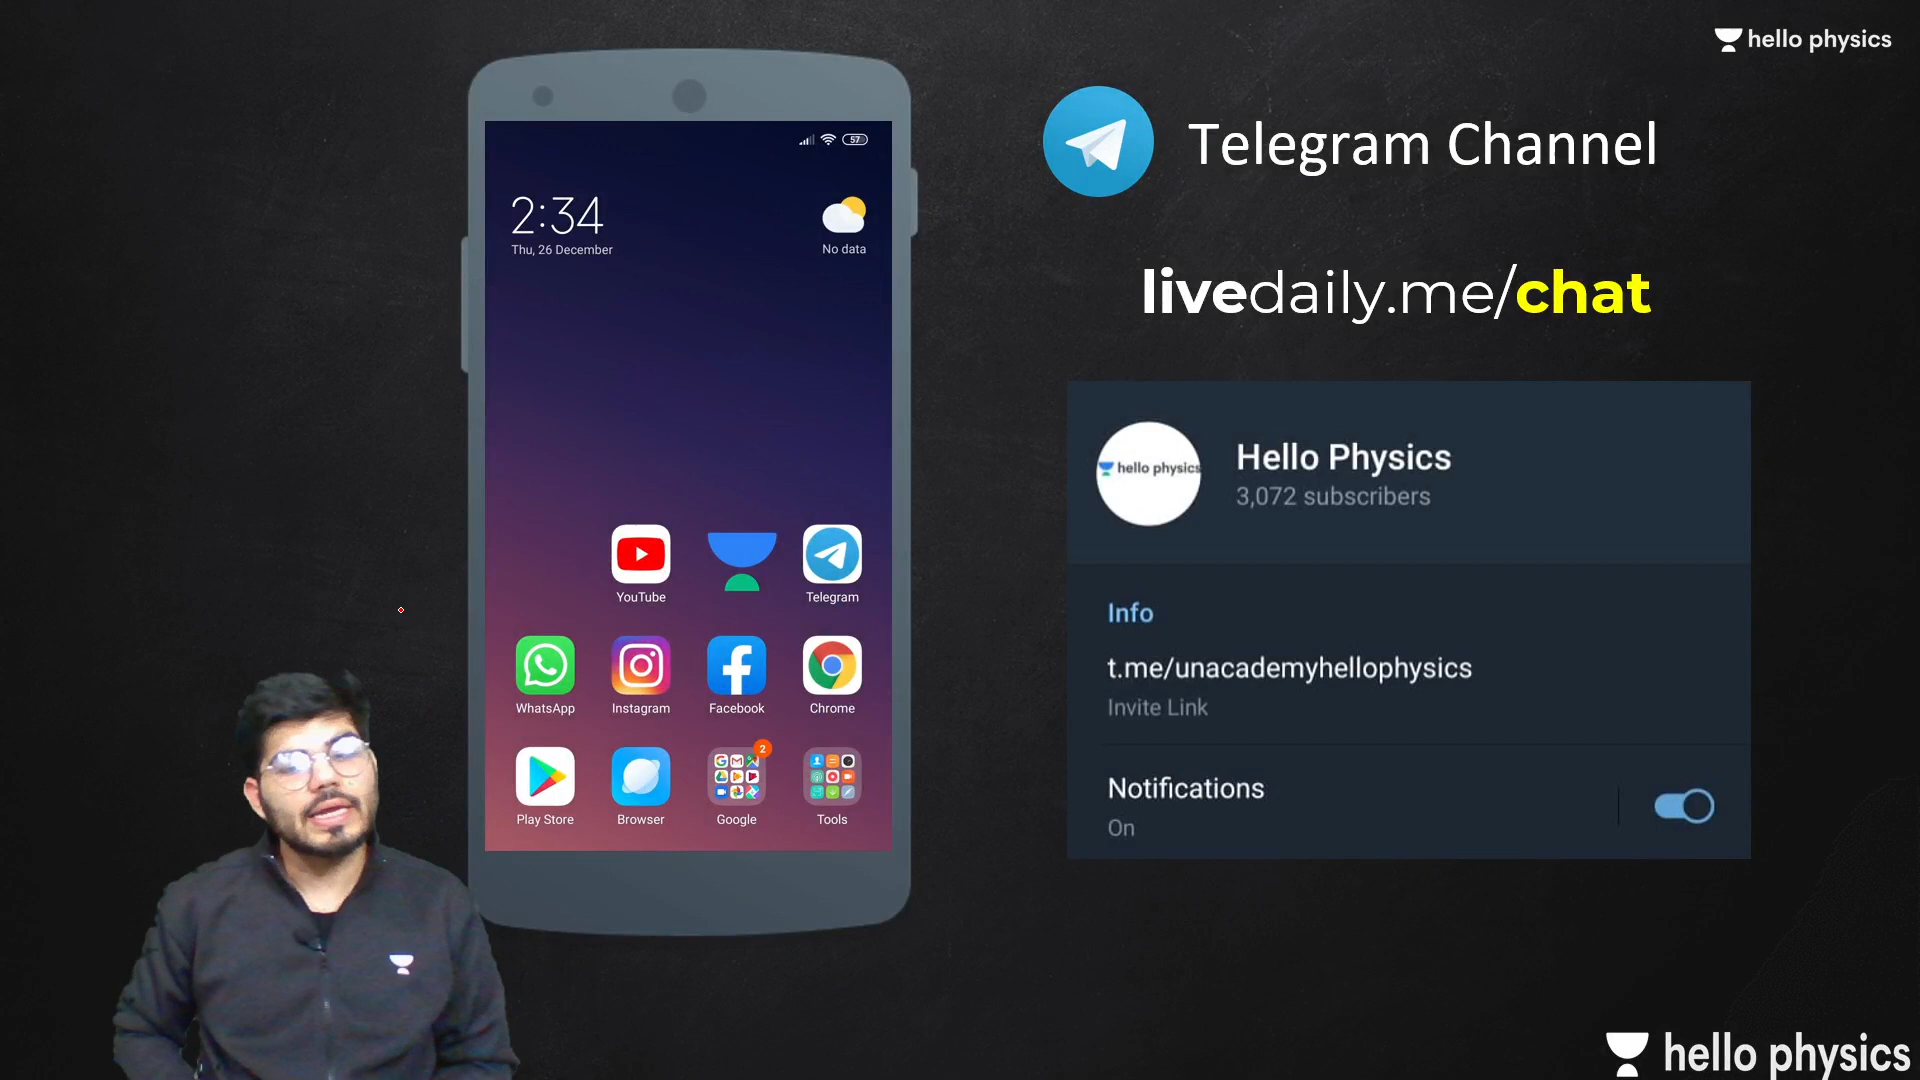 hello physics
57
2:34
Thu, 26 December
No data
YouTube
Telegram
WhatsApp
Instagram
Facebook
Chrome
2
Play Store
Browser
Google
Tools
Telegram Channel
livedaily.me/chat
hello physics
Hello Physics
3,072 subscribers
Info
t.me/unacademyhellophysics
Invite Link
Notifications
On
hello physics